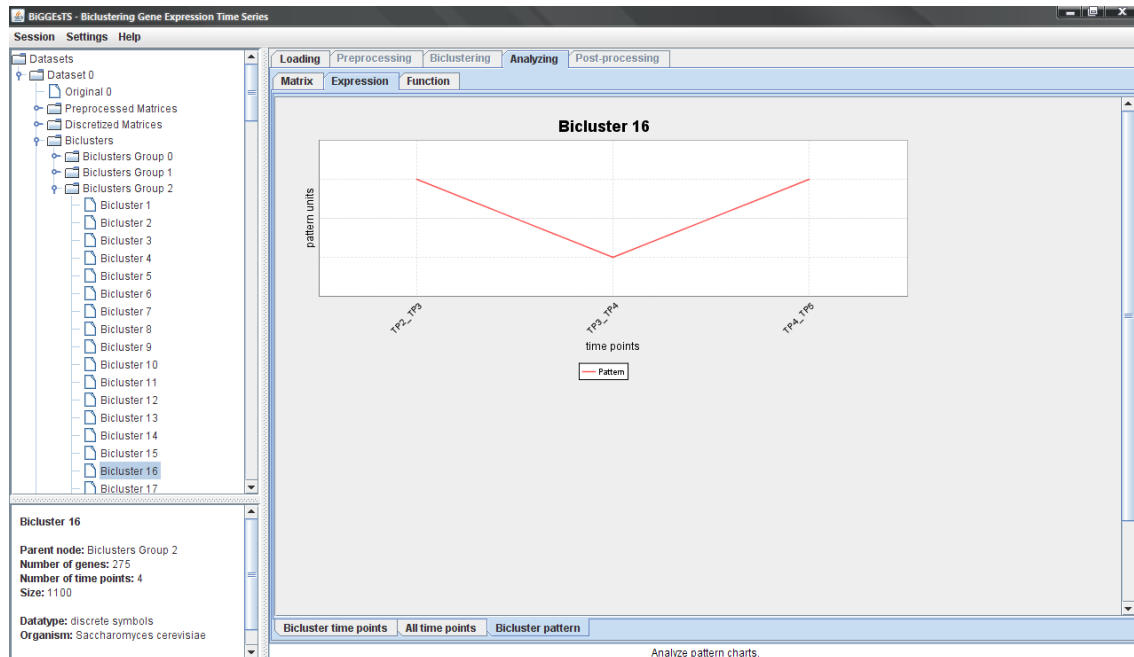 BiGGEsTS - Biclustering Gene Expression Time Series
Session Settings Help
Datasets
Dataset 0
Original 0
Preprocessed Matrices
Discretized Matrices
Biclusters
Biclusters Group 0
Biclusters Group 1
Biclusters Group 2
Bicluster 1
Bicluster 2
Bicluster 3
Bicluster 4
Bicluster 5
Bicluster 6
Bicluster 7
Bicluster 8
Bicluster 9
Bicluster 10
Bicluster 11
Bicluster 12
Bicluster 13
Bicluster 14
Bicluster 15
Bicluster 16
Bicluster 17
Bicluster 16
Parent node: Biclusters Group 2
Number of genes: 275
Number of time points: 4
Size: 1100
Datatype: discrete symbols
Organism: Saccharomyces cerevisiae
Loading Preprocessing Biclustering Analyzing Post-processing
Matrix Expression Function
Bicluster 16
pattern units
TP2_TP3 TP3_TP4 TP4_TP5
time points
Pattern
Bicluster time points All time points Bicluster pattern
Analyze pattern charts.